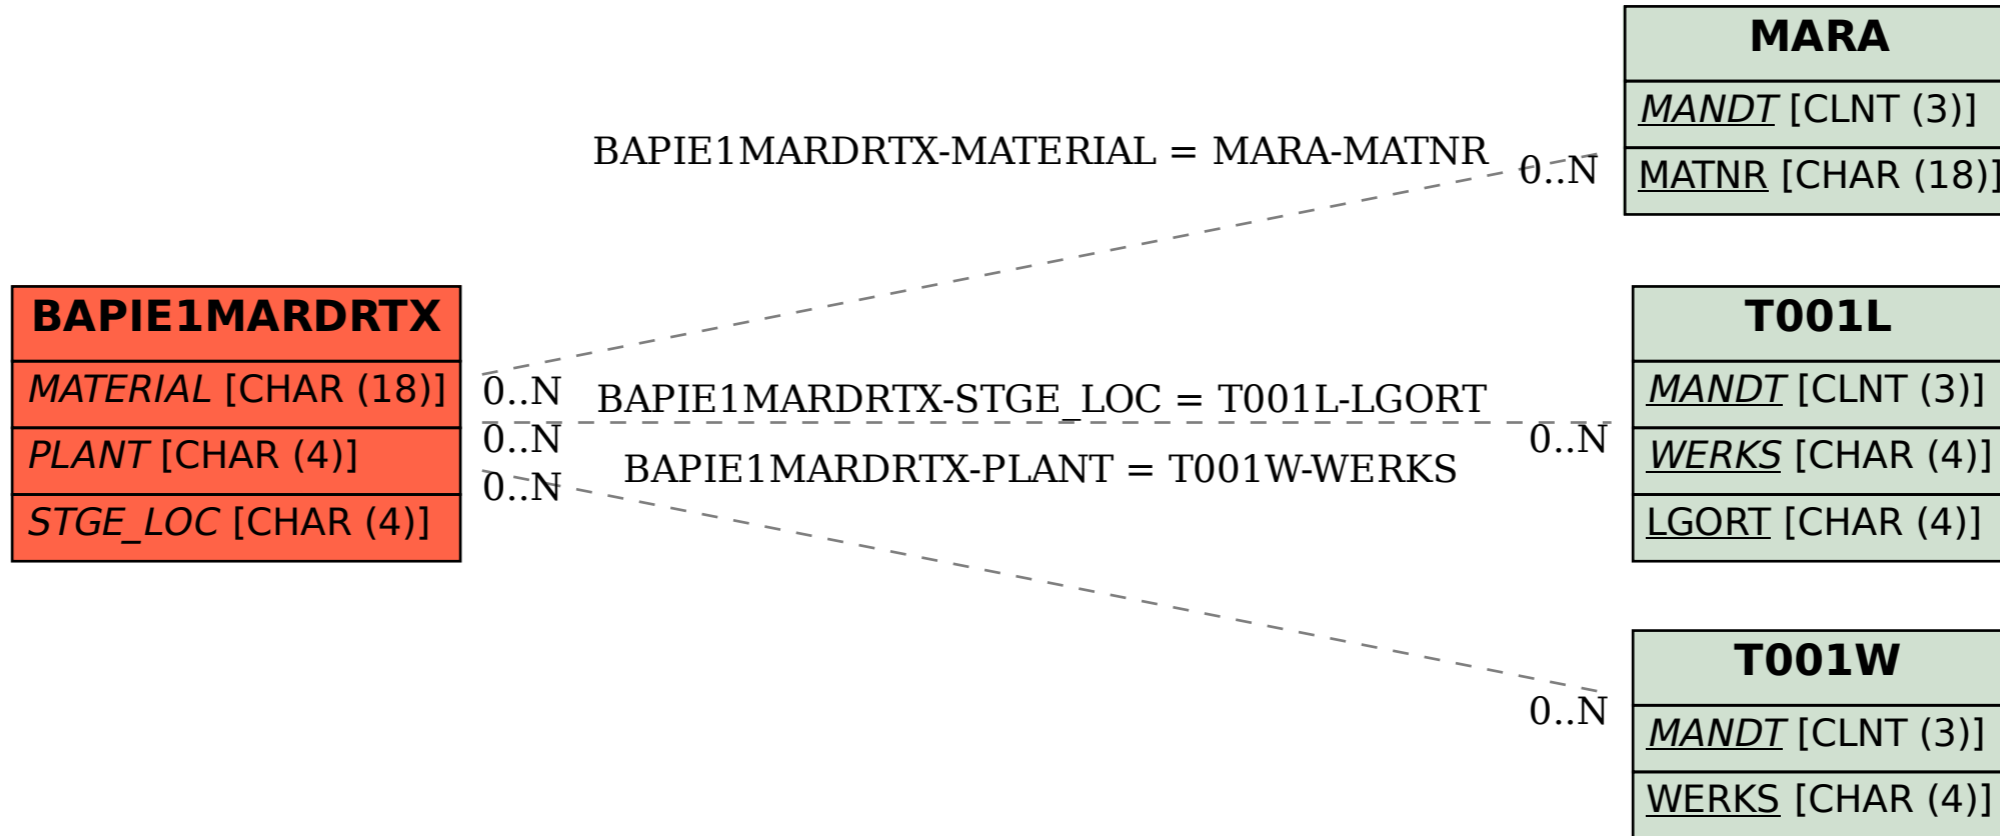 MARA
MANDT [CLNT (3)]
MATNR [CHAR (18)]
BAPIE1MARDRTX-MATERIAL = MARA-MATNR
0..N
BAPIE1MARDRTX
MATERIAL [CHAR (18)]
PLANT [CHAR (4)]
STGE_LOC [CHAR (4)]
0..N
0..N
0..N
BAPIE1MARDRTX-STGE_LOC = T001L-LGORT
0..N
BAPIE1MARDRTX-PLANT = T001W-WERKS
0..N
T001L
MANDT [CLNT (3)]
WERKS [CHAR (4)]
LGORT [CHAR (4)]
T001W
MANDT [CLNT (3)]
WERKS [CHAR (4)]